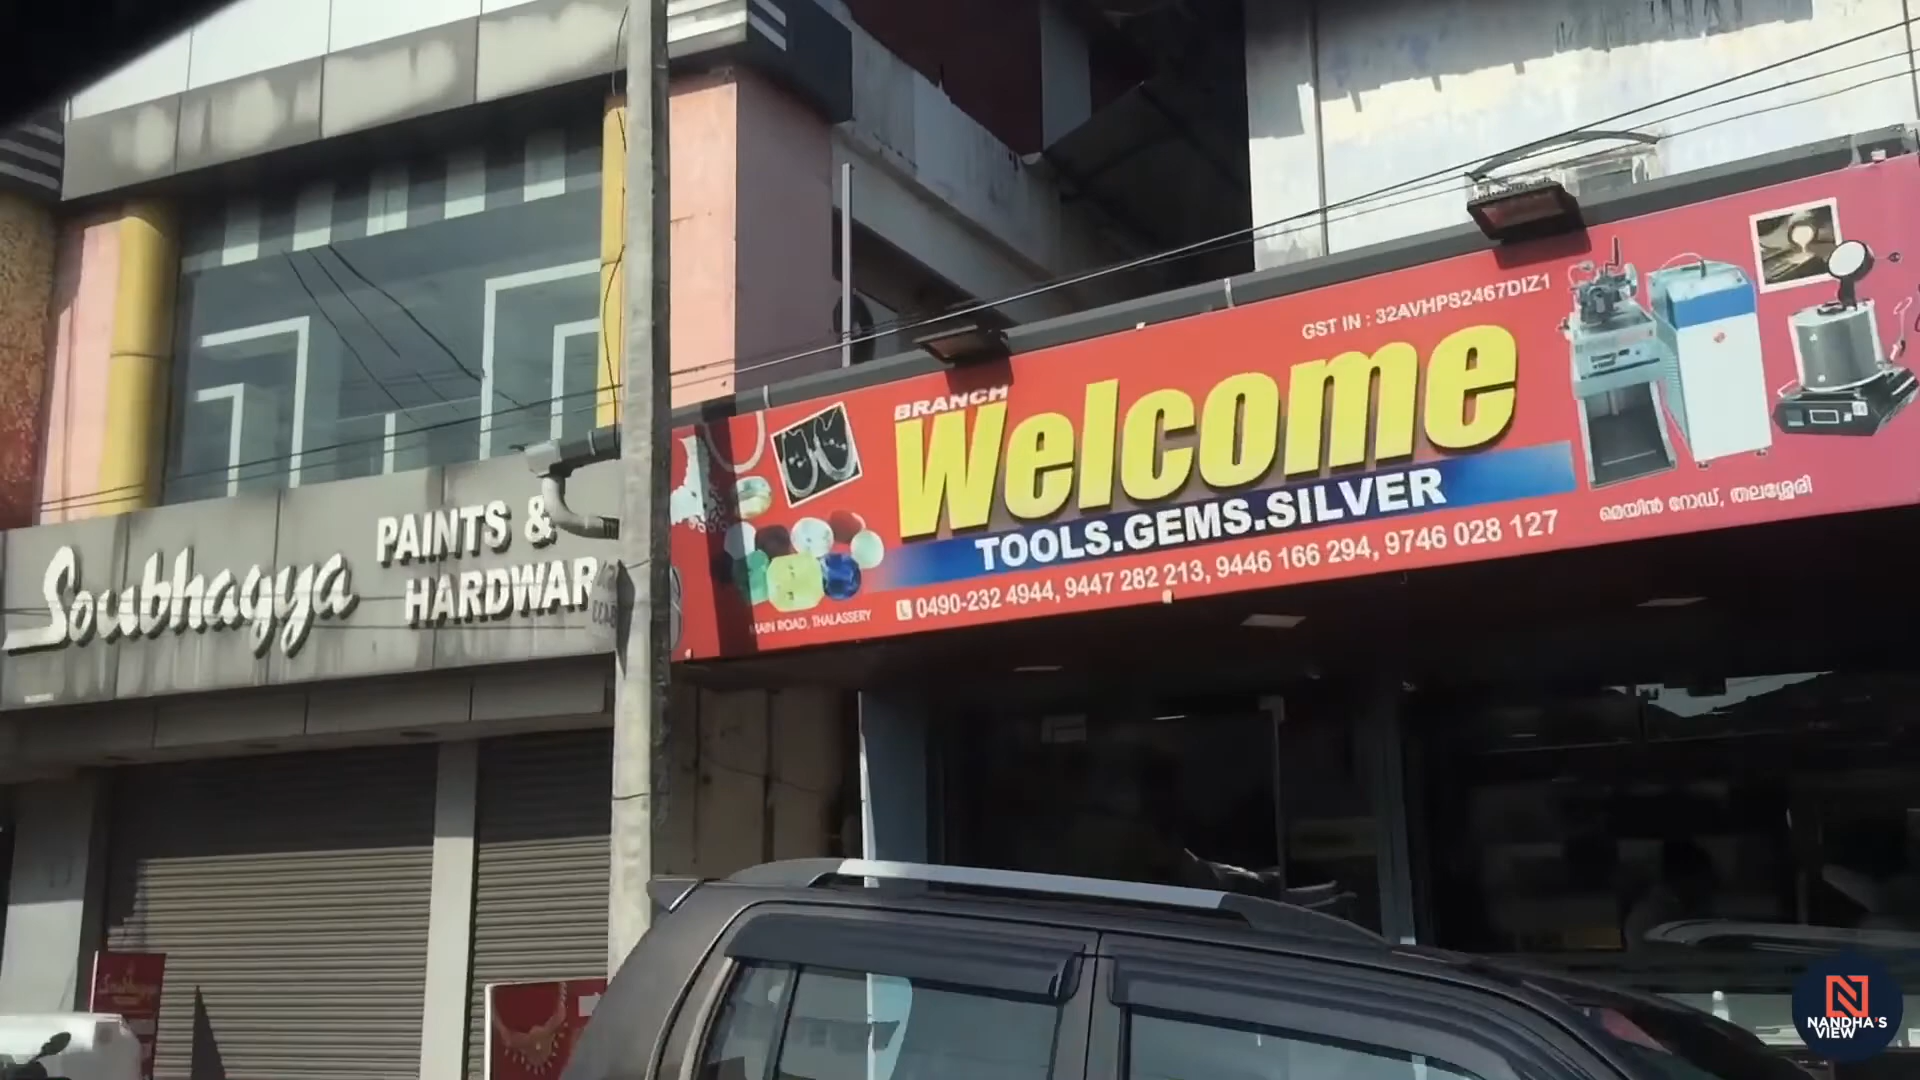 Soubhagya
PAINTS &
HARDWAR
BRANCH
Welcome
TOOLS.GEMS.SILVER
GST IN : 32AVHPS2467DIZ1
0490-232 4944, 9447 282 213, 9446 166 294, 9746 028 127
MAIN ROAD, THALASSERY
മെയിൻ റോഡ്, തലശ്ശേരി
Soubhagya
NANDHA'S
VIEW